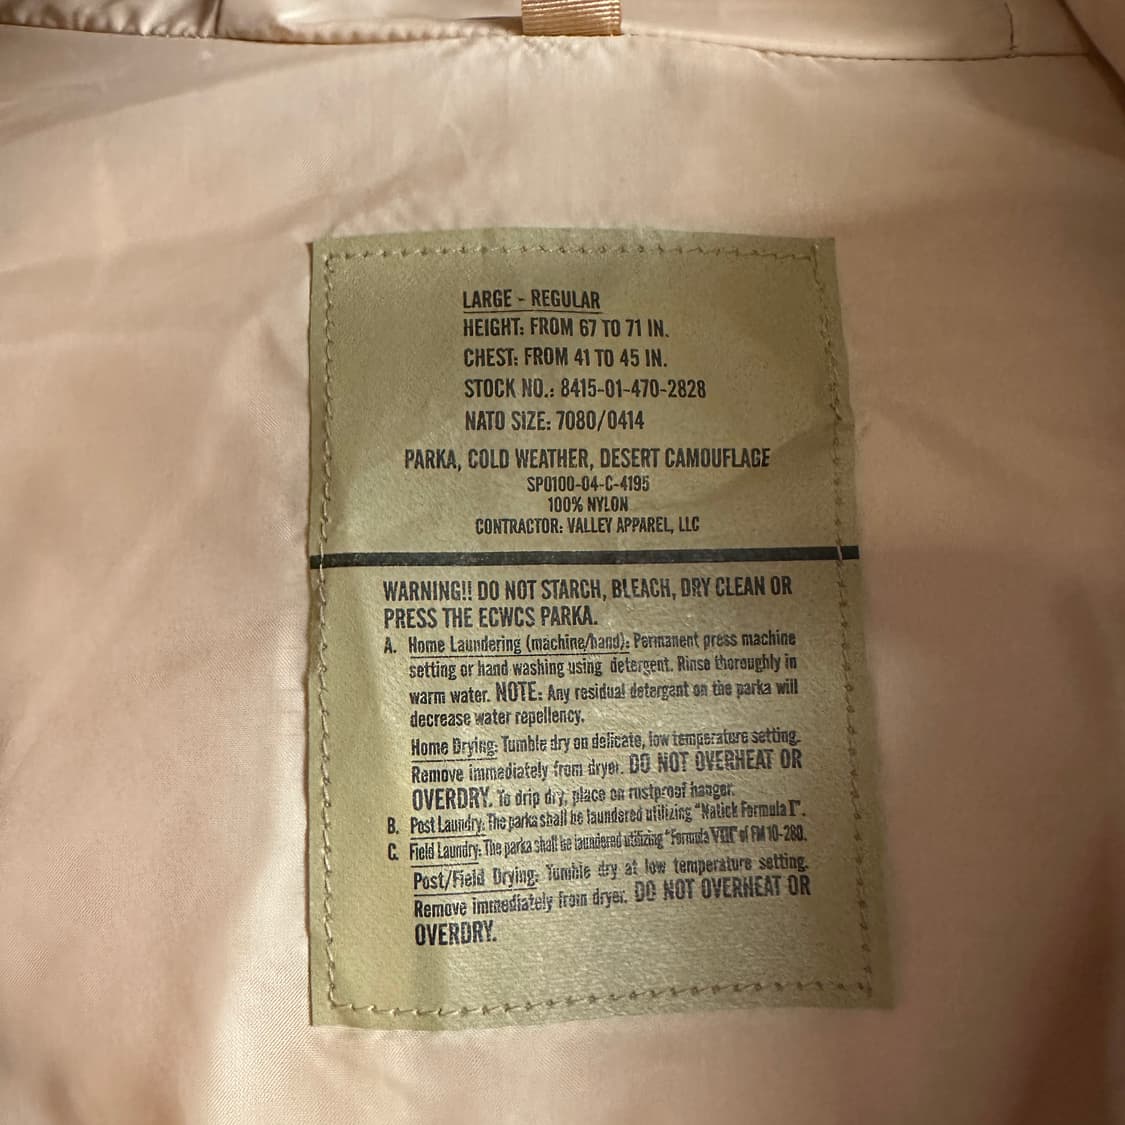 LARGE - REGULAR
HEIGHT: FROM 67 TO 71 IN.
CHEST: FROM 41 TO 45 IN.
STOCK NO.: 8415-01-470-2828
NATO SIZE: 7080/0414
PARKA, COLD WEATHER, DESERT CAMOUFLAGE
SP0100-04-C-4195
100% NYLON
CONTRACTOR: VALLEY APPAREL, LLC
WARNING!! DO NOT STARCH, BLEACH, DRY CLEAN OR
PRESS THE ECWCS PARKA.
A. Home Laundering (machine/hand): Permanent press machine
setting or hand washing using detergent. Rinse thoroughly in
warm water. NOTE: Any residual detergent on the parka will
decrease water repellency.
Home Drying: Tumble dry on delicate, low temperature setting.
Remove immediately from dryer. DO NOT OVERHEAT OR
OVERDRY. To drip dry, place on rustproof hanger.
B. Post Laundry: The parka shall be laundered utilizing "Natick Formula I".
C. Field Laundry: The parka shall be laundered utilizing "Formula VIII" of FM 10-280.
Post/Field Drying: Tumble dry at low temperature setting.
Remove immediately from dryer. DO NOT OVERHEAT OR
OVERDRY.